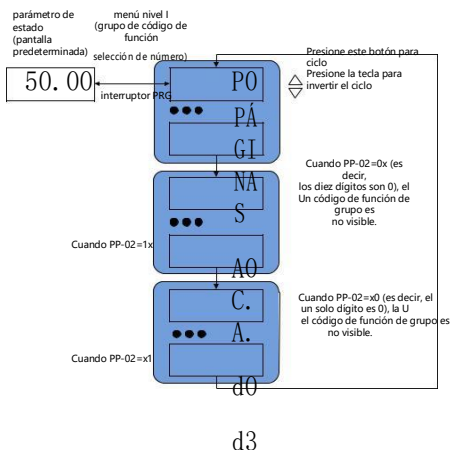 parámetro de
estado
(pantalla
predeterminada)
menú nivel I
(grupo de código de
función
selección de número)
Presione este botón para
ciclo
Presione la tecla para
invertir el ciclo
50.00
interruptor PRG
P0
PÁ
GI
NA
S
Cuando PP-02=0x (es
decir,
los diez dígitos son 0), el
Un código de función de
grupo es
no visible.
Cuando PP-02=1x
A0
C.
A.
Cuando PP-02=x0 (es decir, el
un solo dígito es 0), la U
el código de función de grupo es
no visible.
Cuando PP-02=x1
d0
d3